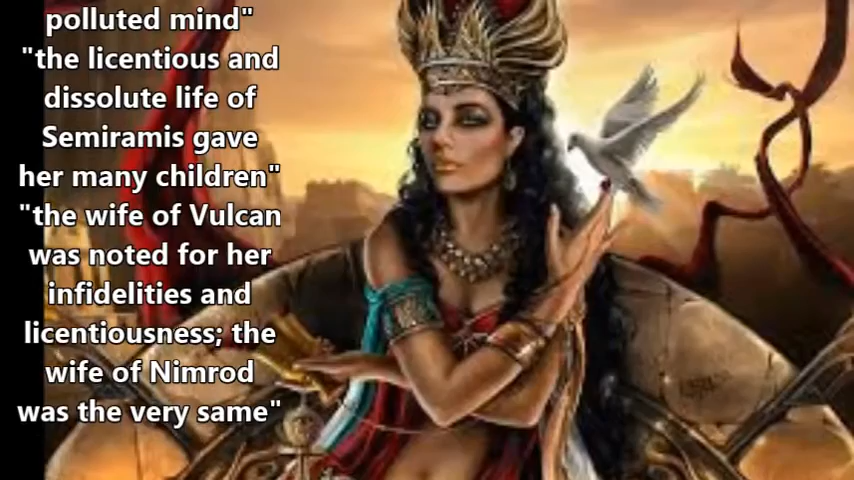 polluted mind"
"the licentious and
dissolute life of
Semiramis gave
her many children"
"the wife of Vulcan
was noted for her
infidelities and
licentiousness; the
wife of Nimrod
was the very same"